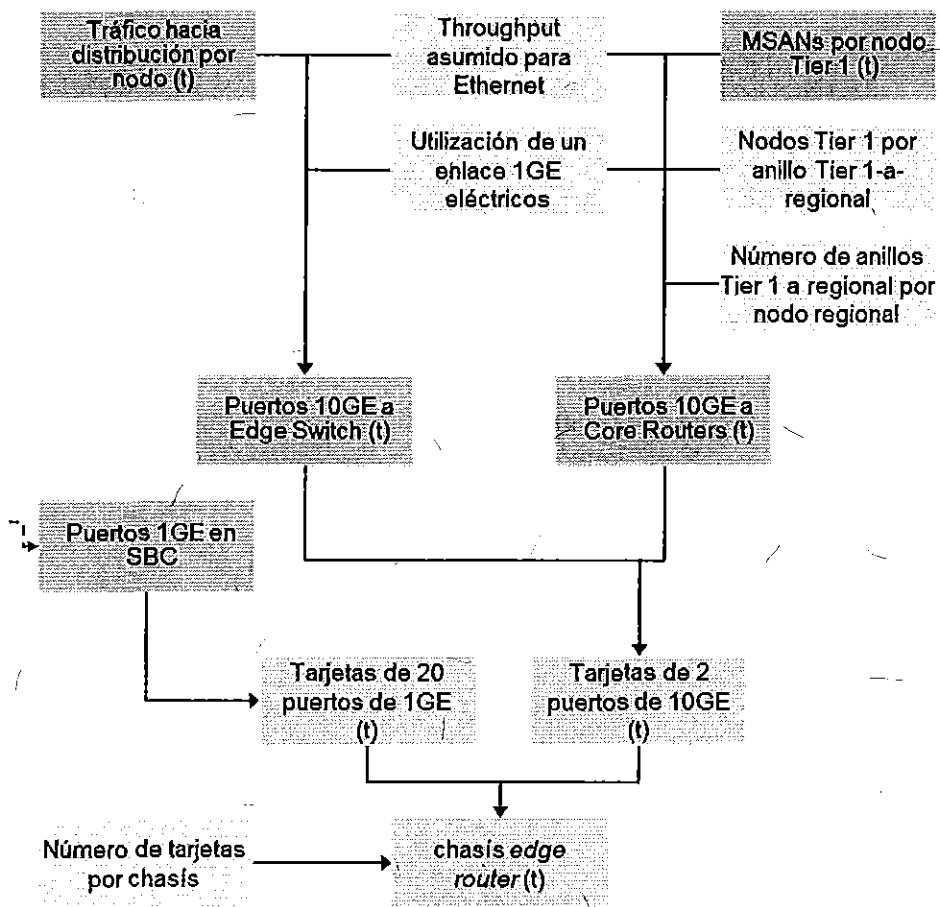 Tráfico hacia
distribución por
nodo (t)
Throughput
asumido para
Ethernet
MSANs por nodo
Tier 1 (t)
Utilización de un
enlace 1GE
eléctricos
Nodos Tier 1 por
anillo Tier 1-a-
regional
Número de anillos
Tier 1 a regional por
nodo regional
Puertos 10GE a
Edge Switch (t)
Puertos 10GE a
Core Routers (t)
Puertos 1GE en
SBC
Tarjetas de 20
puertos de 1GE
(t)
Tarjetas de 2
puertos de 10GE
(t)
Número de tarjetas
por chasís
chasís edge
router (t)